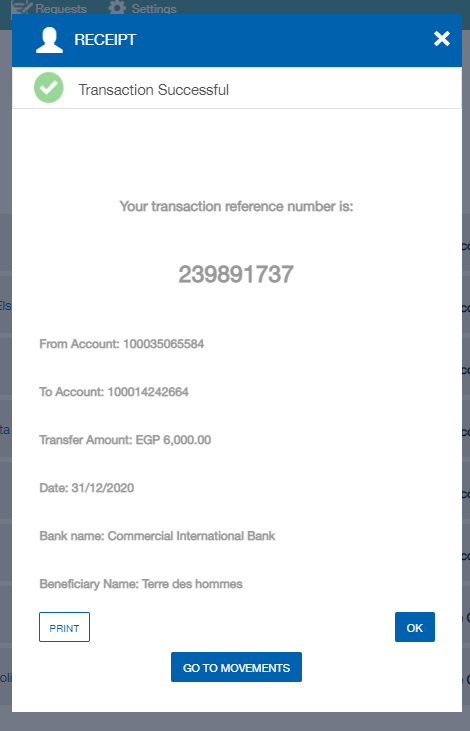 Requests Settings
RECEIPT
Transaction Successful
Your transaction reference number is:
239891737
From Account: 100035065584
To Account: 100014242664
Transfer Amount: EGP 6,000.00
Date: 31/12/2020
Bank name: Commercial International Bank
Beneficiary Name: Terre des hommes
PRINT
OK
GO TO MOVEMENTS